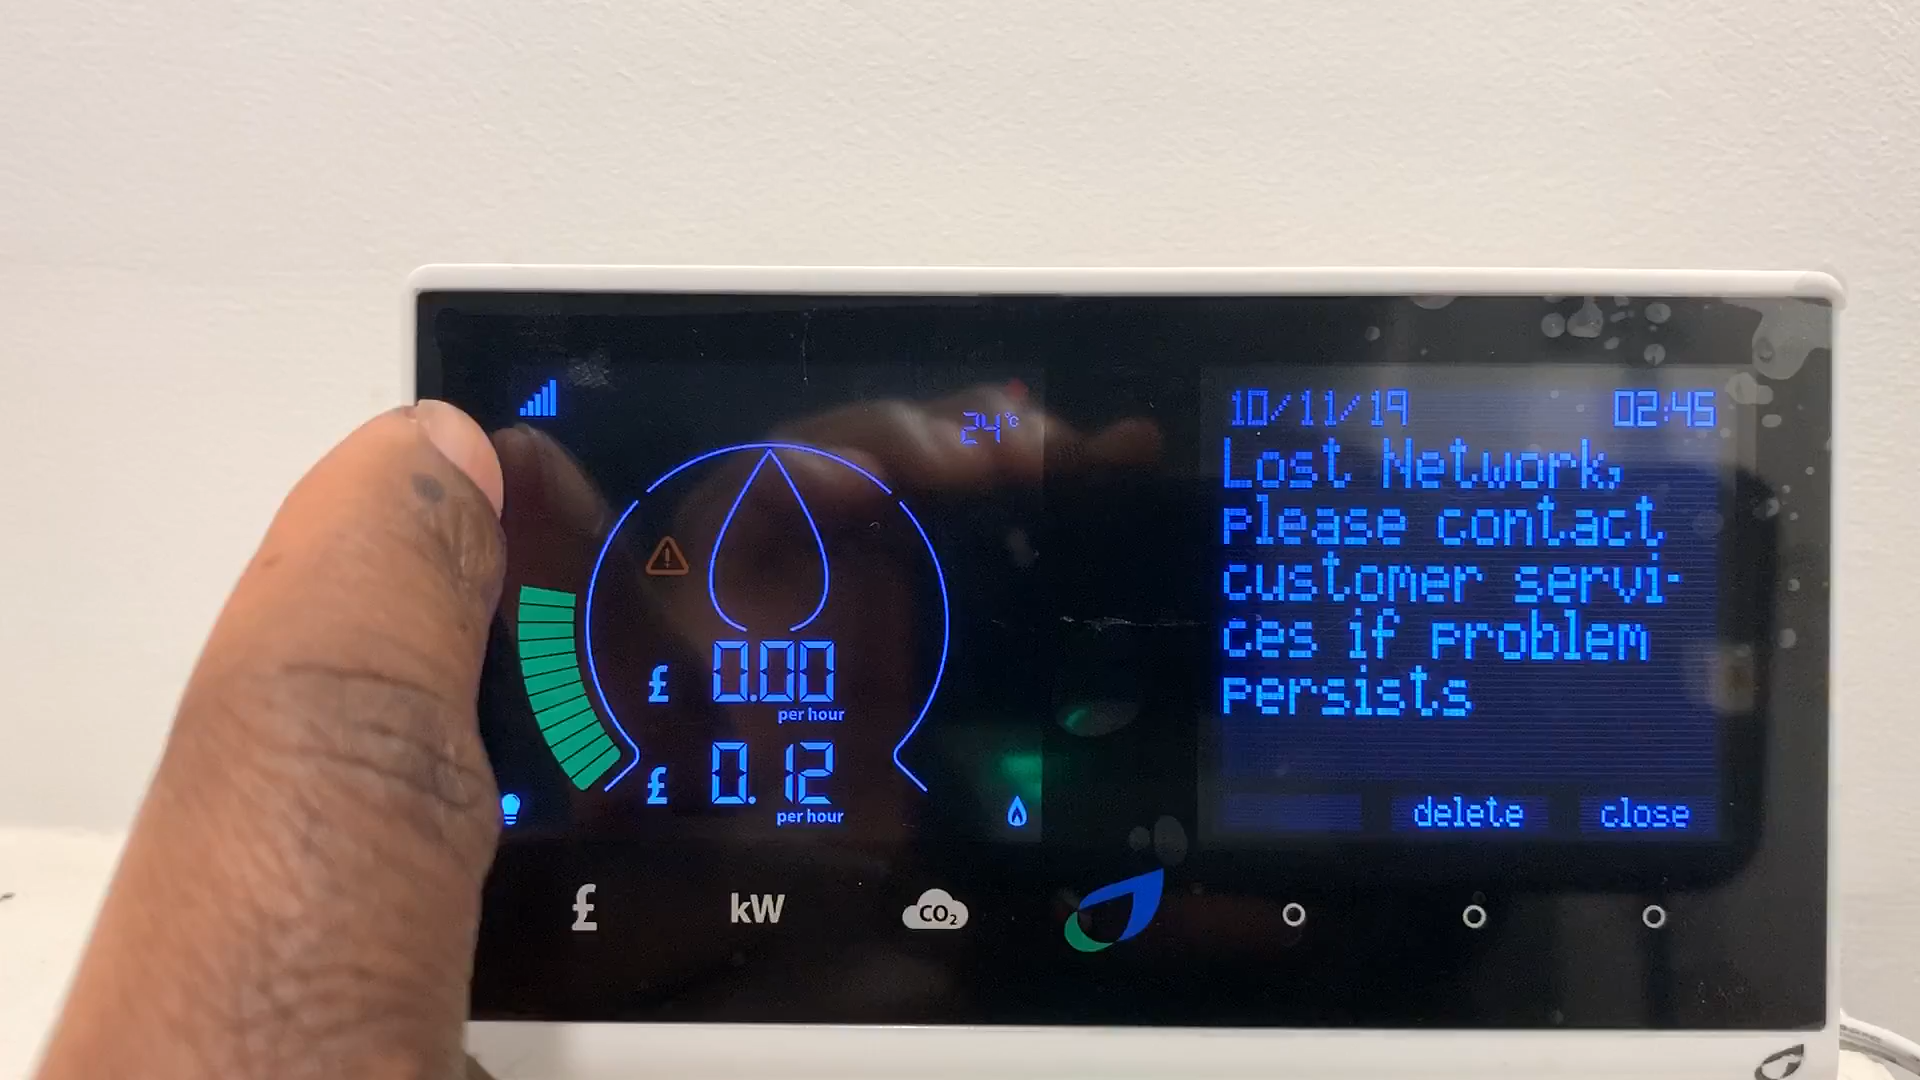 24°C
£ 0.00
per hour
£ 0.12
per hour
£
kW
CO₂
10/11/19 02:45
Lost Network,
please contact
customer servi-
ces if problem
persists
delete close